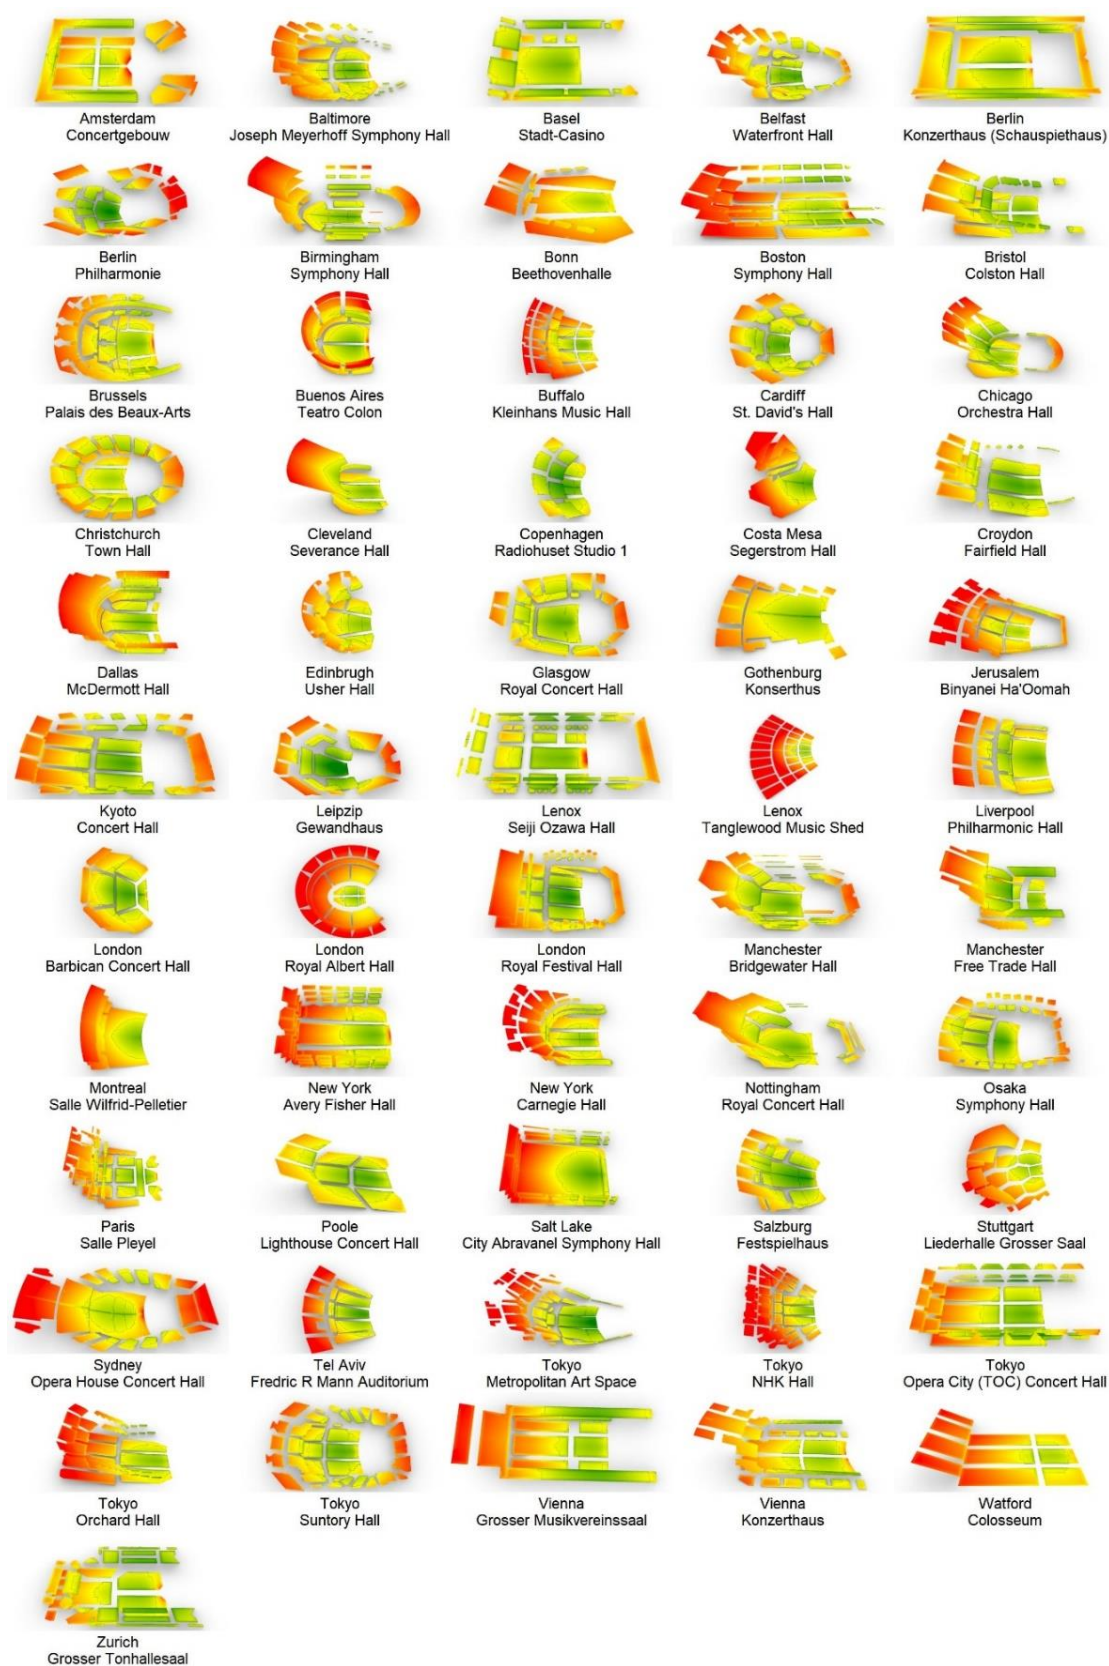 Amsterdam
Concertgebouw
Baltimore
Joseph Meyerhoff Symphony Hall
Basel
Stadt-Casino
Belfast
Waterfront Hall
Berlin
Konzerthaus (Schauspiethaus)
Berlin
Philharmonie
Birmingham
Symphony Hall
Bonn
Beethovenhalle
Boston
Symphony Hall
Bristol
Colston Hall
Brussels
Palais des Beaux-Arts
Buenos Aires
Teatro Colon
Buffalo
Kleinhans Music Hall
Cardiff
St. David's Hall
Chicago
Orchestra Hall
Christchurch
Town Hall
Cleveland
Severance Hall
Copenhagen
Radiohuset Studio 1
Costa Mesa
Segerstrom Hall
Croydon
Fairfield Hall
Dallas
McDermott Hall
Edinbrugh
Usher Hall
Glasgow
Royal Concert Hall
Gothenburg
Konserthus
Jerusalem
Binyanei Ha'Oomah
Kyoto
Concert Hall
Leipzip
Gewandhaus
Lenox
Seiji Ozawa Hall
Lenox
Tanglewood Music Shed
Liverpool
Philharmonic Hall
London
Barbican Concert Hall
London
Royal Albert Hall
London
Royal Festival Hall
Manchester
Bridgewater Hall
Manchester
Free Trade Hall
Montreal
Salle Wilfrid-Pelletier
New York
Avery Fisher Hall
New York
Carnegie Hall
Nottingham
Royal Concert Hall
Osaka
Symphony Hall
Paris
Salle Pleyel
Poole
Lighthouse Concert Hall
Salt Lake
City Abravanel Symphony Hall
Salzburg
Festspielhaus
Stuttgart
Liederhalle Grosser Saal
Sydney
Opera House Concert Hall
Tel Aviv
Fredric R Mann Auditorium
Tokyo
Metropolitan Art Space
Tokyo
NHK Hall
Tokyo
Opera City (TOC) Concert Hall
Tokyo
Orchard Hall
Tokyo
Suntory Hall
Vienna
Grosser Musikvereinssaal
Vienna
Konzerthaus
Watford
Colosseum
Zurich
Grosser Tonhallesaal